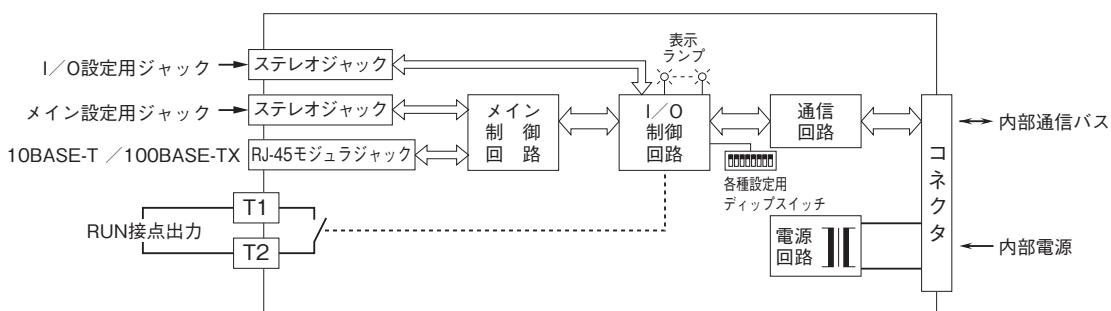 I／O設定用ジャック
ステレオジャック
表示
ランプ
メイン設定用ジャック
ステレオジャック
メイン
制御
回路
I／O
制御
回路
通信
回路
内部通信バス
10BASE-T ／100BASE-TX
RJ-45モジュラジャック
コネクタ
各種設定用
ディップスイッチ
T1
RUN接点出力
T2
電源
回路
内部電源